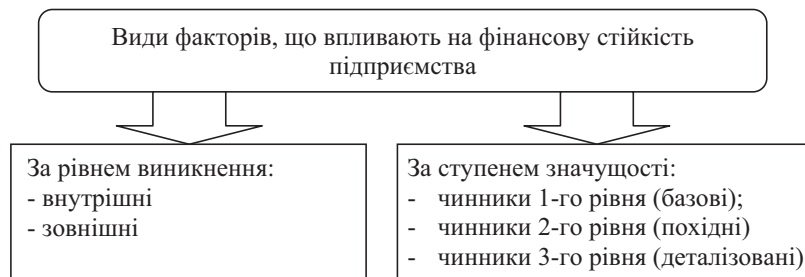 Види факторів, що впливають на фінансову стійкість
підприємства
За рівнем виникнення:
- внутрішні
- зовнішні
За ступенем значущості:
- чинники 1-го рівня (базові);
- чинники 2-го рівня (похідні)
- чинники 3-го рівня (деталізовані)